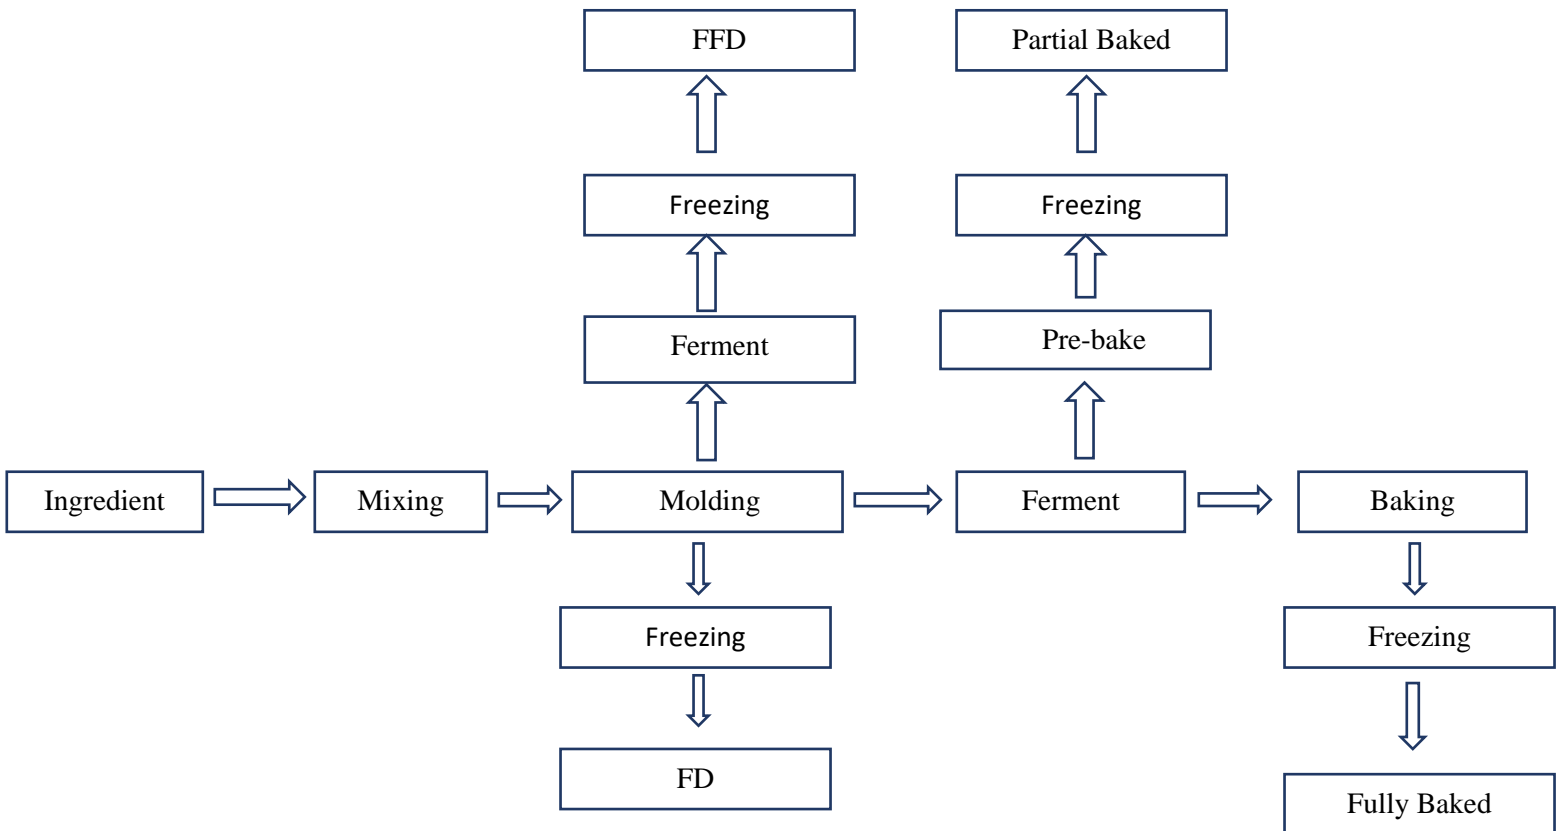 FFD
Partial Baked
Freezing
Freezing
Ferment
Pre-bake
Ingredient
Mixing
Molding
Ferment
Baking
Freezing
Freezing
FD
Fully Baked